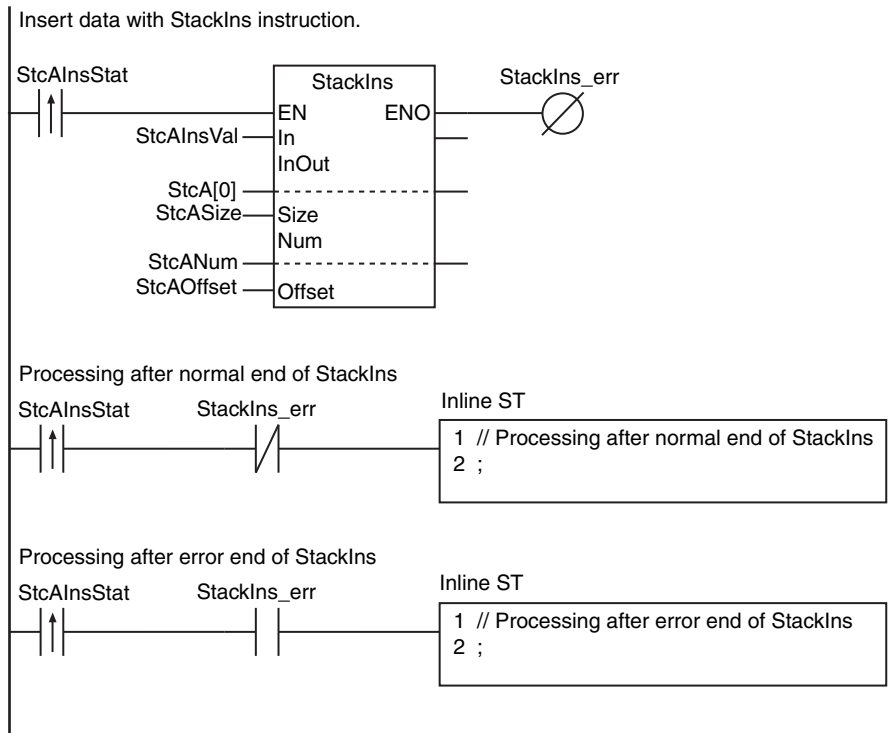 Insert data with StackIns instruction.
StcAInsStat
StackIns
StackIns_err
EN ENO
StcAInsVal In
InOut
StcA[0]
StcASize Size
Num
StcANum
StcAOffset Offset
Processing after normal end of StackIns
StcAInsStat StackIns_err Inline ST
1 // Processing after normal end of StackIns
2 ;
Processing after error end of StackIns
StcAInsStat StackIns_err Inline ST
1 // Processing after error end of StackIns
2 ;